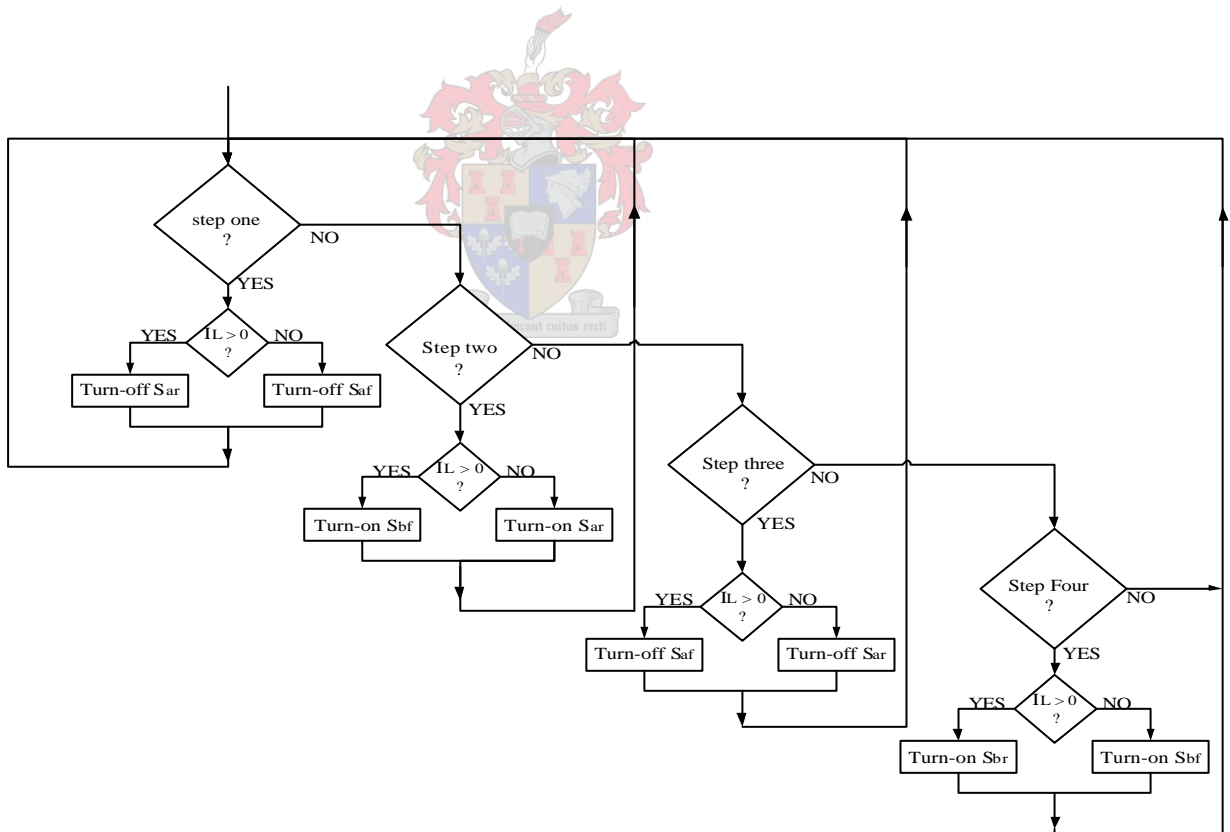 step one
?
NO
YES
IL > 0
?
YES
NO
Turn-off Sar
Turn-off Saf
Step two
?
NO
YES
IL > 0
?
YES
NO
Turn-on Sbf
Turn-on Sar
Step three
?
NO
YES
IL > 0
?
YES
NO
Turn-off Saf
Turn-off Sar
Step Four
?
NO
YES
IL > 0
?
YES
NO
Turn-on Sbr
Turn-on Sbf
cultus recti